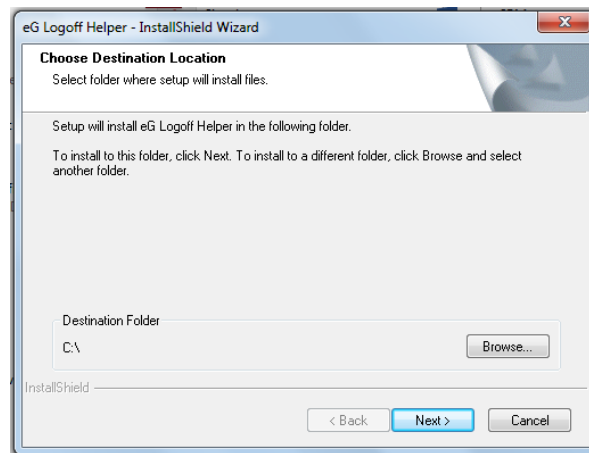 eG Logoff Helper - InstallShield Wizard
Choose Destination Location
Select folder where setup will install files.
Setup will install eG Logoff Helper in the following folder.
To install to this folder, click Next. To install to a different folder, click Browse and select
another folder.
Destination Folder
C:\
Browse...
InstallShield
< Back
Next >
Cancel